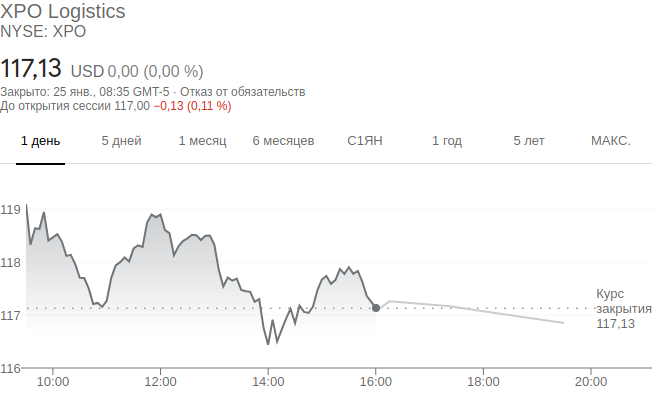 XPO Logistics
NYSE: XPO
117,13 USD 0,00 (0,00 %)
Закрыто: 25 янв., 08:35 GMT-5 · Отказ от обязательств
До открытия сессии 117,00 −0,13 (0,11 %)
1 день 5 дней 1 месяц 6 месяцев С1ЯН 1 год 5 лет МАКС.
119
118
117
116
Курс
закрытия
117,13
10:00 12:00 14:00 16:00 18:00 20:00